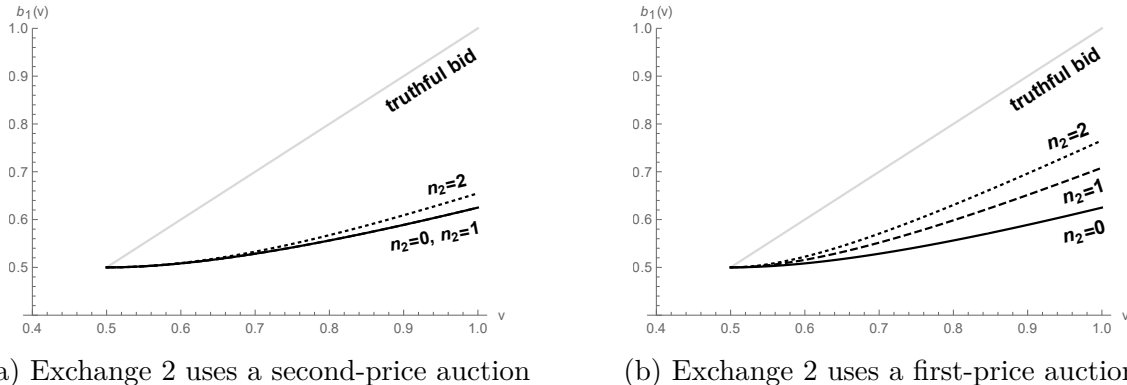 b₁(v)
1.0
0.9
0.8
0.7
0.6
0.5
0.4
0.5
0.6
0.7
0.8
0.9
1.0
v
truthful bid
n₂=2
n₂=0, n₂=1
b₁(v)
1.0
0.9
0.8
0.7
0.6
0.5
0.4
0.5
0.6
0.7
0.8
0.9
1.0
v
truthful bid
n₂=2
n₂=1
n₂=0
) Exchange 2 uses a second-price auction
(b) Exchange 2 uses a first-price auction